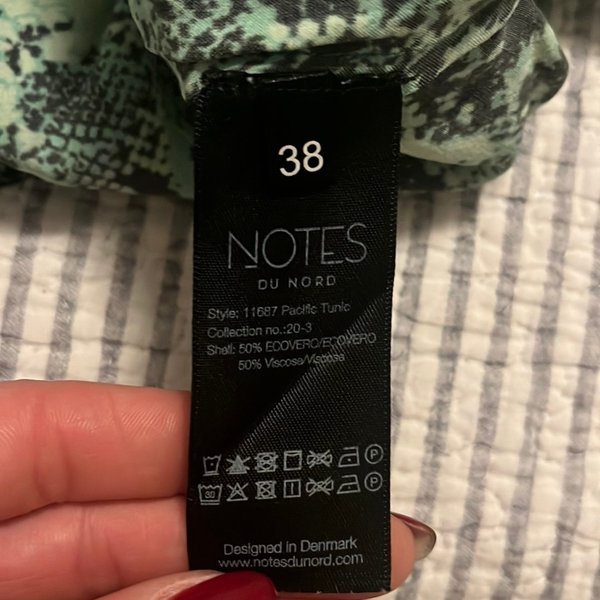 38
NOTES
DU NORD
Style: 11687 Pacific Tunic
Collection no.:20-3
Shell: 50% ECOVERO/ECOVERO
50% Viscose/Viscose
30
Designed in Denmark
www.notesdunord.com